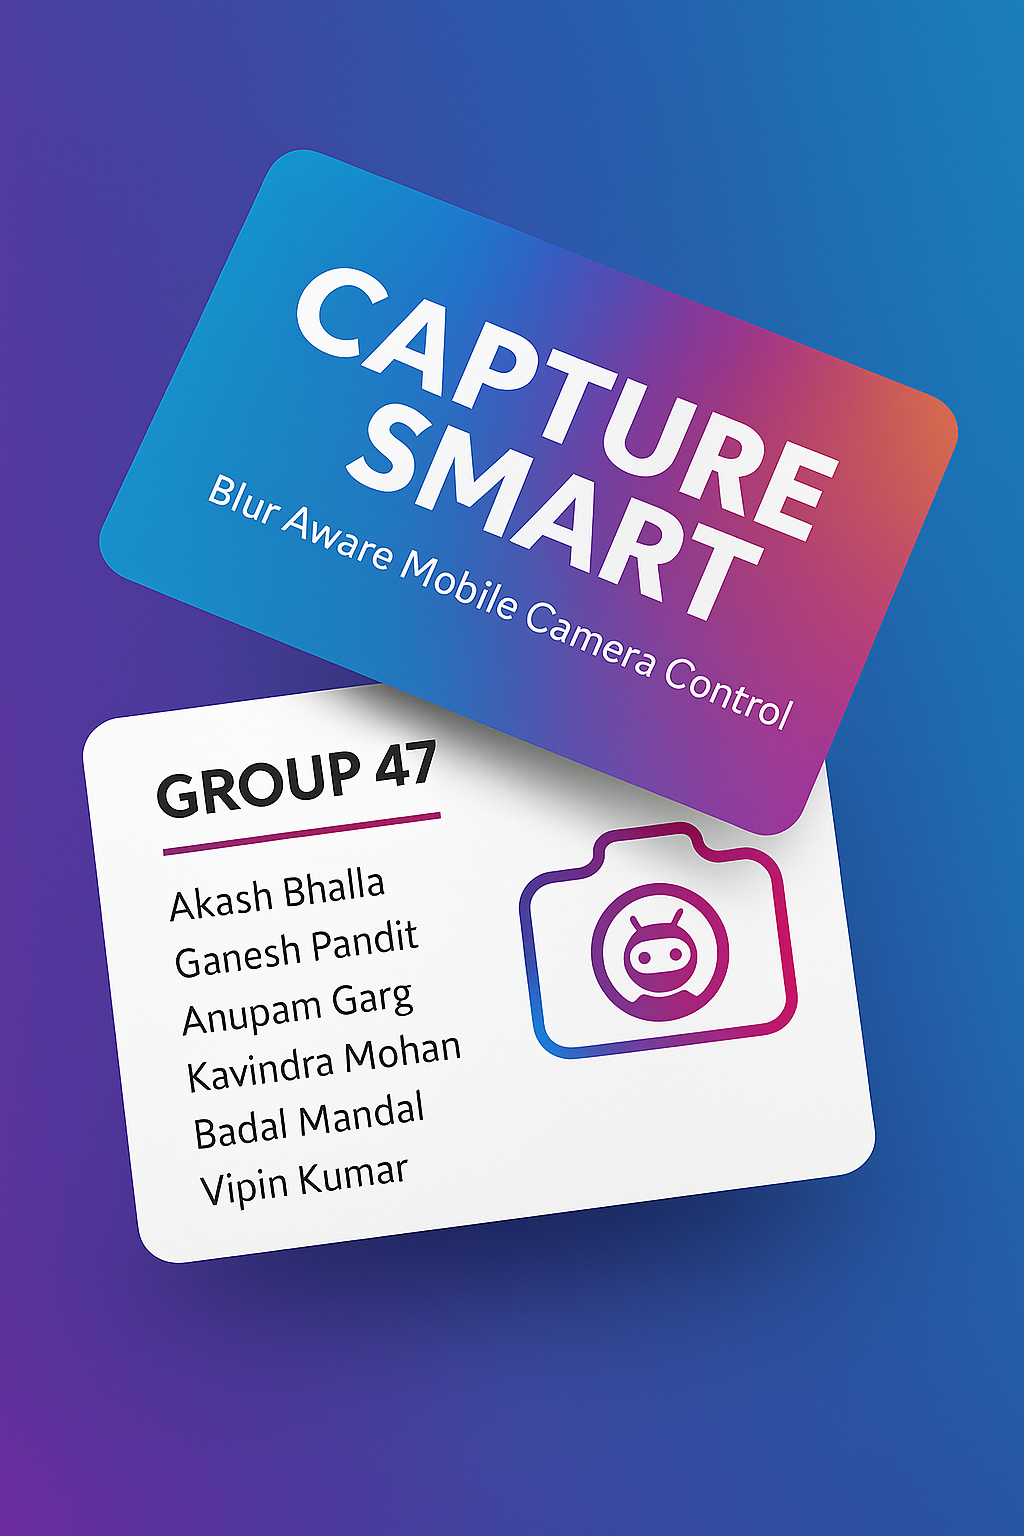 CAPTURE
SMART
Blur Aware Mobile Camera Control
GROUP 47
Akash Bhalla
Ganesh Pandit
Anupam Garg
Kavindra Mohan
Badal Mandal
Vipin Kumar